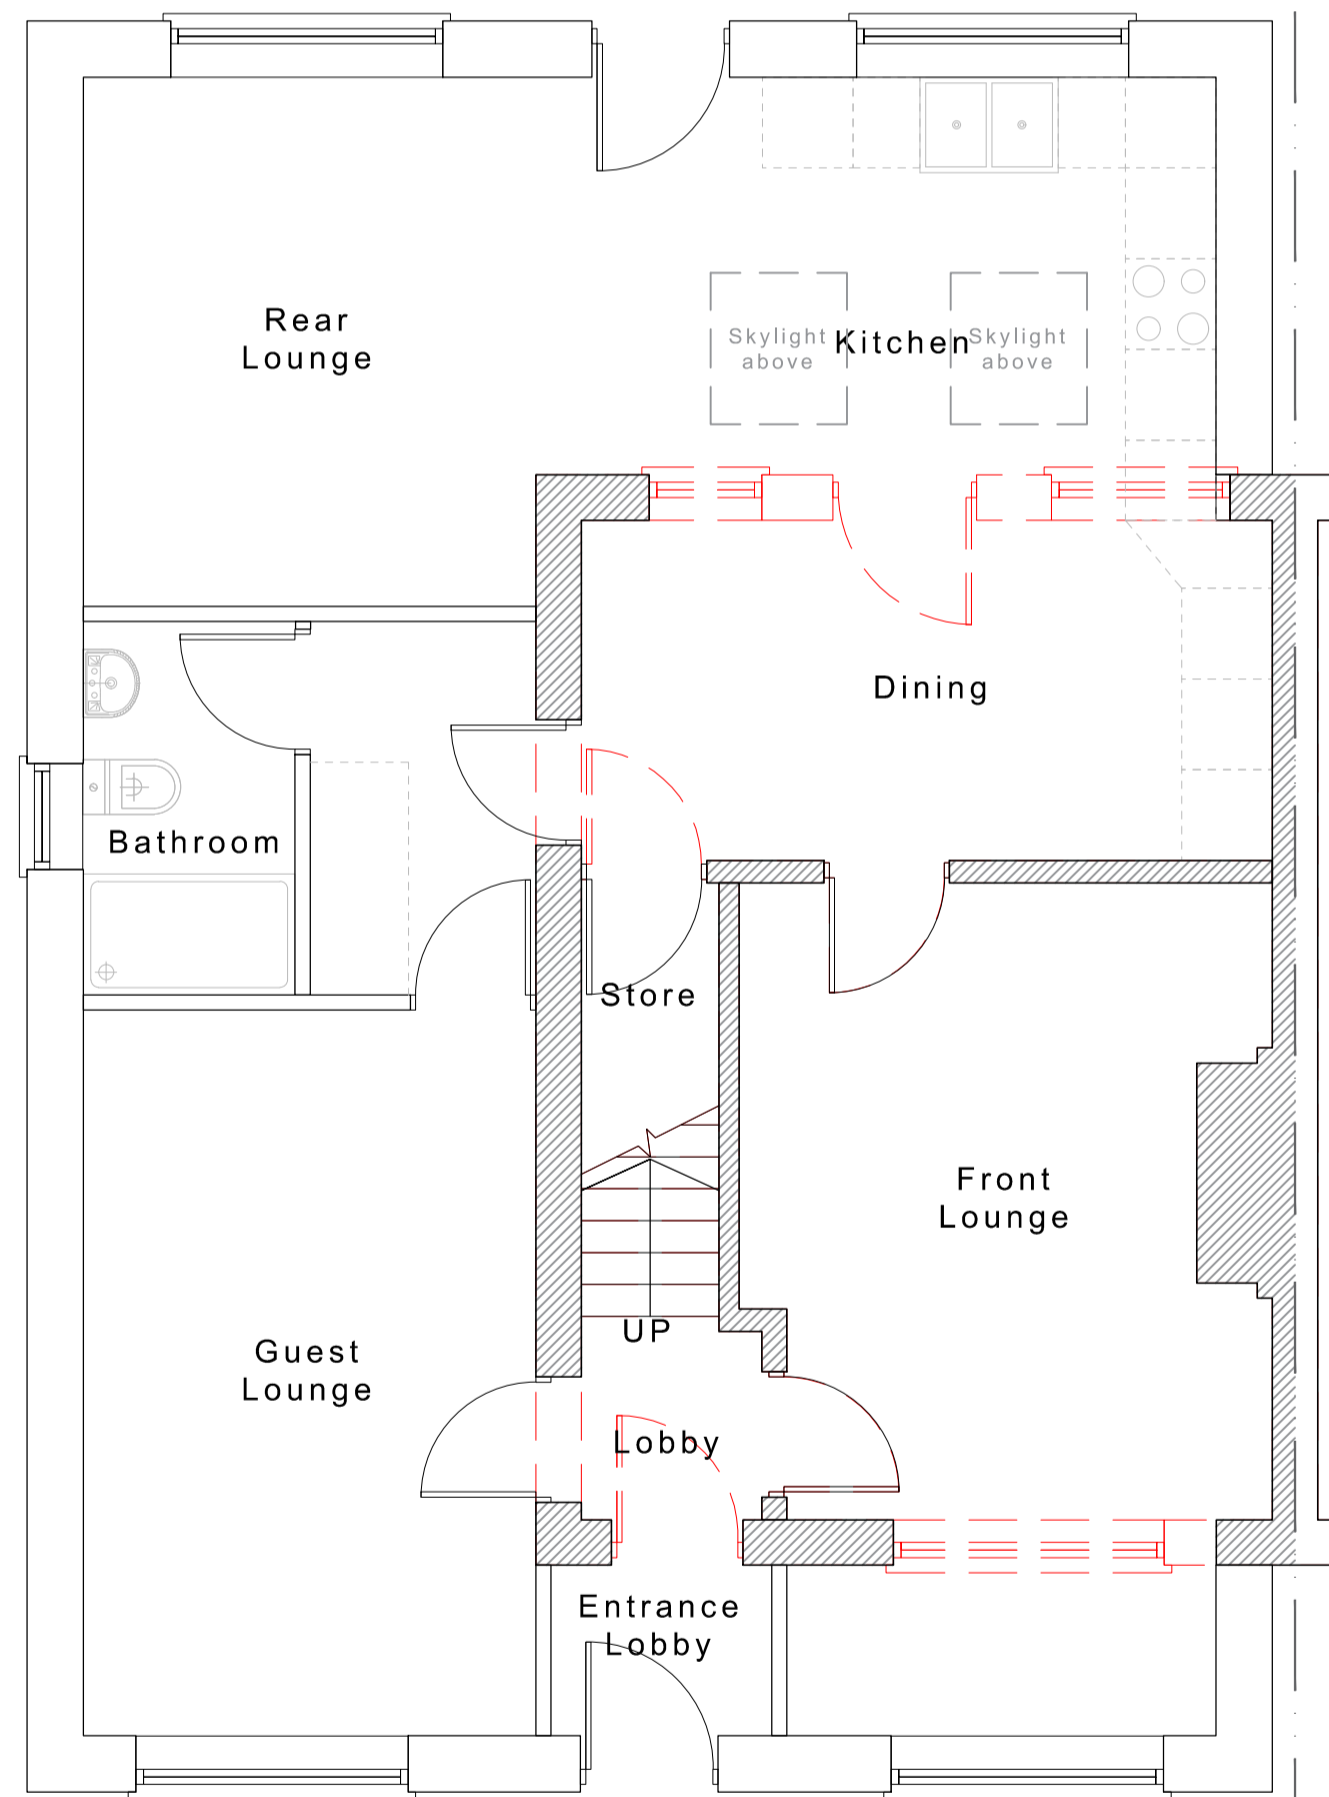 Rear
Lounge
Skylight
above
Kitchen
Skylight
above
Dining
Bathroom
Store
Front
Lounge
UP
Guest
Lounge
Lobby
Entrance
Lobby